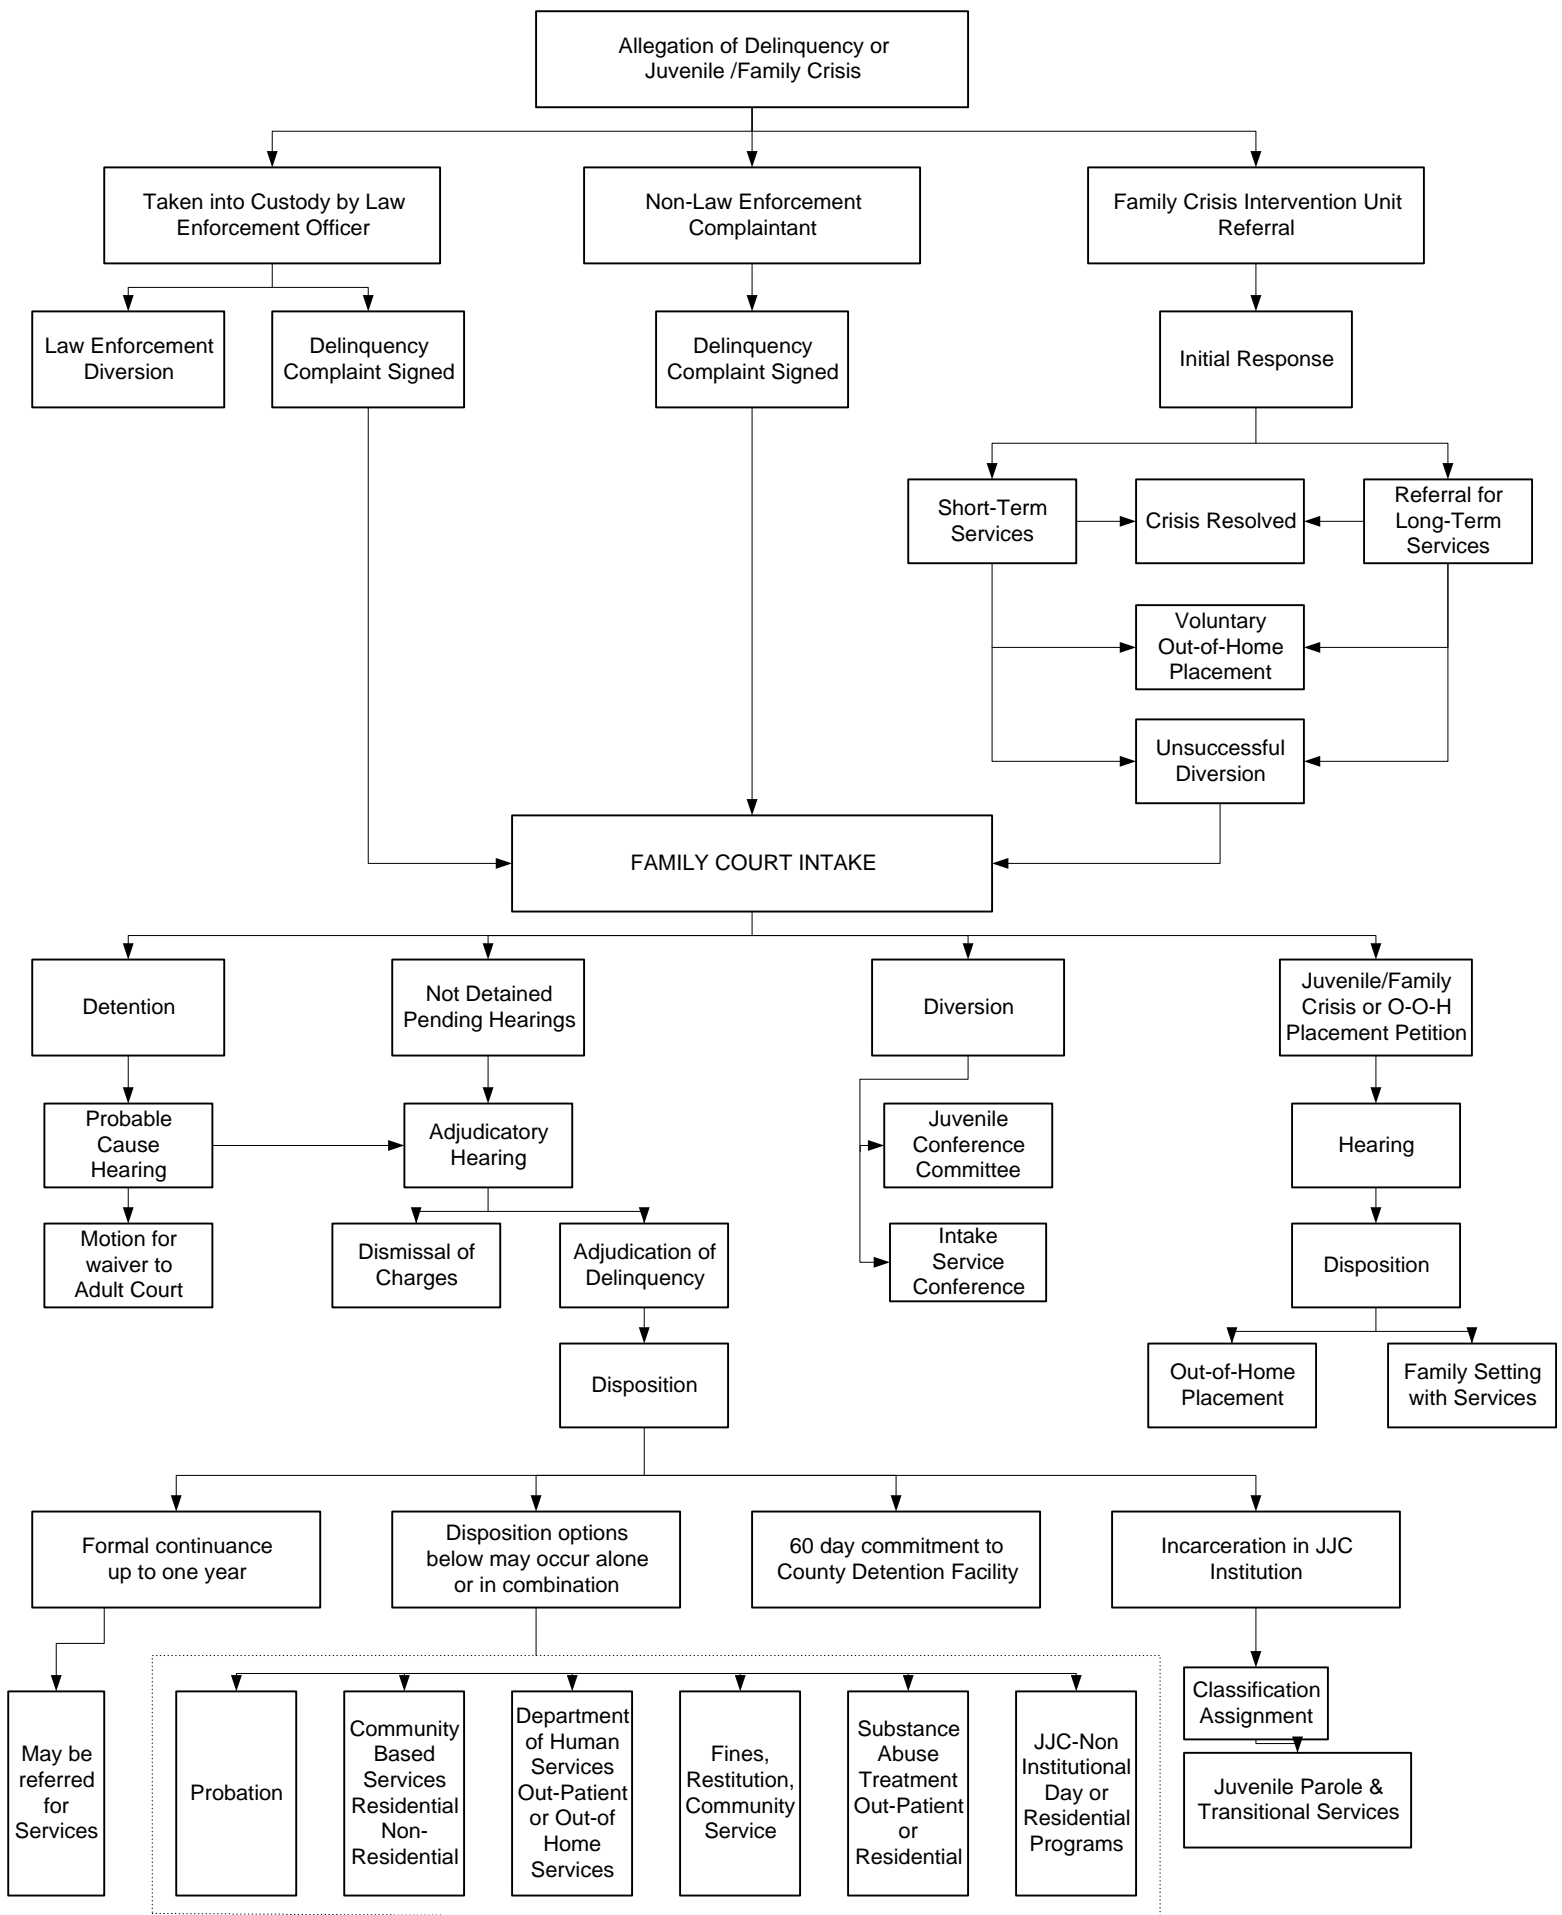 Allegation of Delinquency or
Juvenile /Family Crisis
Taken into Custody by Law
Enforcement Officer
Non-Law Enforcement
Complaintant
Family Crisis Intervention Unit
Referral
Law Enforcement
Diversion
Delinquency
Complaint Signed
Delinquency
Complaint Signed
Initial Response
Short-Term
Services
Crisis Resolved
Referral for
Long-Term
Services
Voluntary
Out-of-Home
Placement
Unsuccessful
Diversion
FAMILY COURT INTAKE
Detention
Not Detained
Pending Hearings
Diversion
Juvenile/Family
Crisis or O-O-H
Placement Petition
Probable
Cause
Hearing
Adjudicatory
Hearing
Juvenile
Conference
Committee
Hearing
Motion for
waiver to
Adult Court
Dismissal of
Charges
Adjudication of
Delinquency
Intake
Service
Conference
Disposition
Disposition
Out-of-Home
Placement
Family Setting
with Services
Formal continuance
up to one year
Disposition options
below may occur alone
or in combination
60 day commitment to
County Detention Facility
Incarceration in JJC
Institution
May be
referred
for
Services
Probation
Community
Based
Services
Residential
Non-
Residential
Department
of Human
Services
Out-Patient
or Out-of
Home
Services
Fines,
Restitution,
Community
Service
Substance
Abuse
Treatment
Out-Patient
or
Residential
JJC-Non
Institutional
Day or
Residential
Programs
Classification
Assignment
Juvenile Parole &
Transitional Services